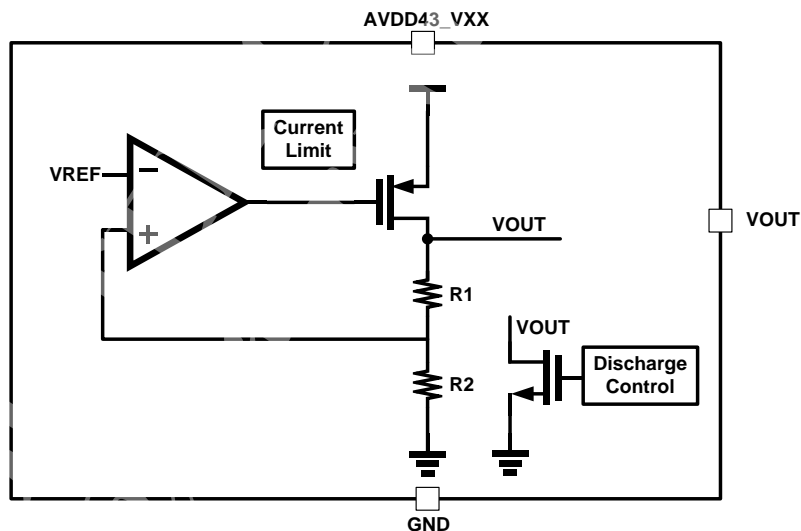 AVDD43_VXX
Current
Limit
VREF
−
+
VOUT
VOUT
R1
VOUT
R2
Discharge
Control
GND